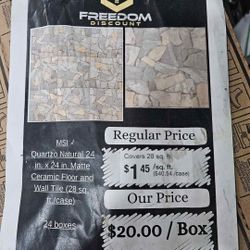 FREEDOM
DISCOUNT
MSI
Quartzo Natural 24
in. x 24 in. Matte
Ceramic Floor and
Wall Tile (28 sq.
ft./case)
24 boxes
Regular Price
Covers 28 sq. ft.
$1.45 /sq. ft.
($40.54 /case)
Our Price
$20.00 / Box